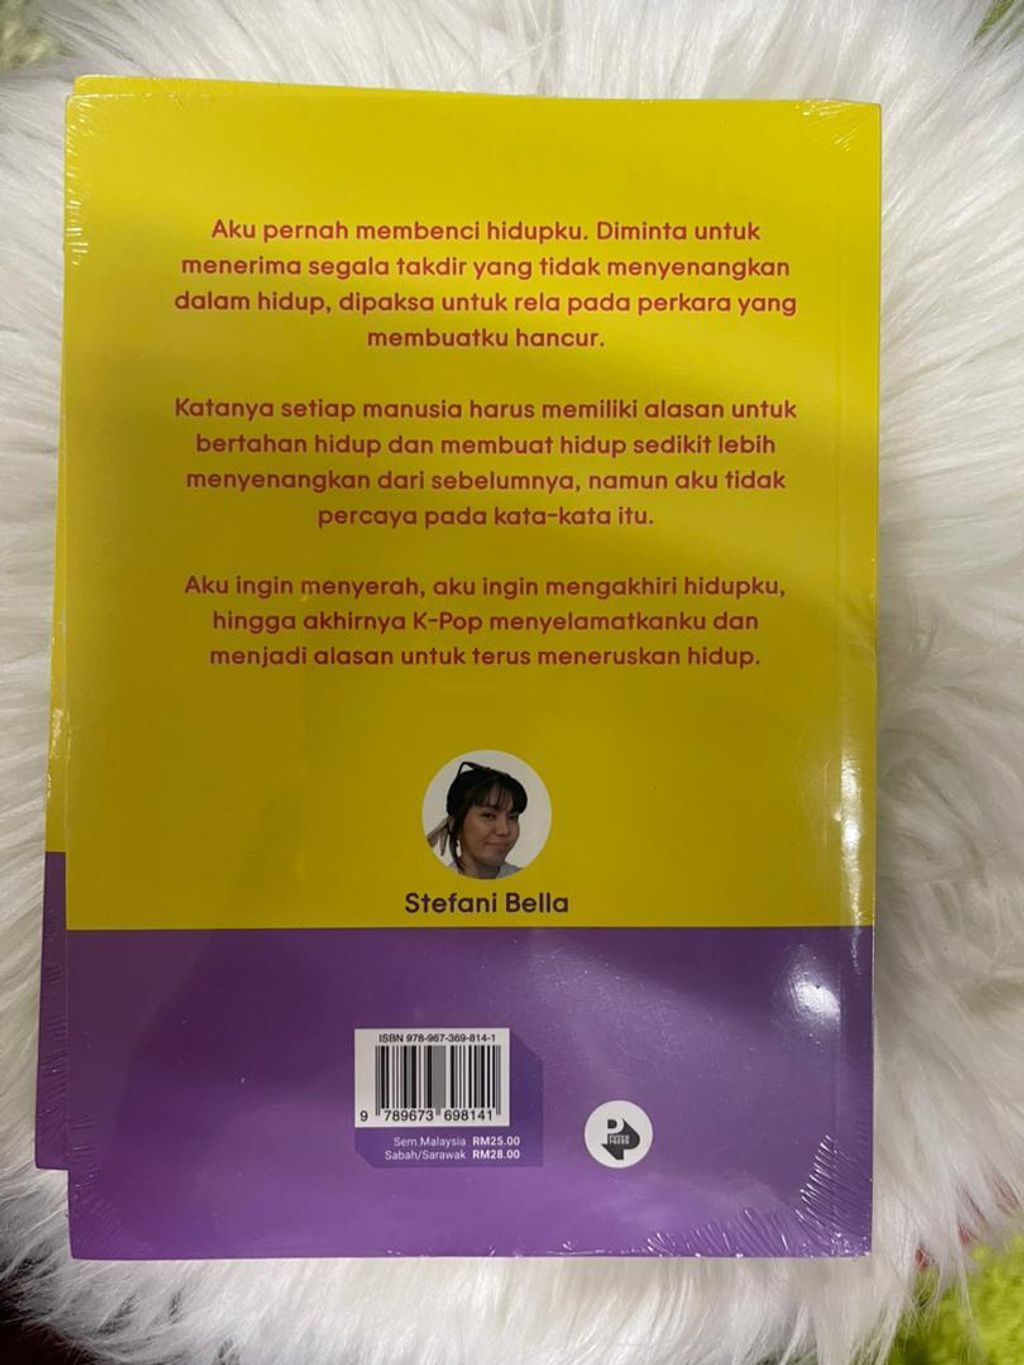 Aku pernah membenci hidupku. Diminta untuk
menerima segala takdir yang tidak menyenangkan
dalam hidup, dipaksa untuk rela pada perkara yang
membuatku hancur.
Katanya setiap manusia harus memiliki alasan untuk
bertahan hidup dan membuat hidup sedikit lebih
menyenangkan dari sebelumnya, namun aku tidak
percaya pada kata-kata itu.
Aku ingin menyerah, aku ingin mengakhiri hidupku,
hingga akhirnya K-Pop menyelamatkanku dan
menjadi alasan untuk terus meneruskan hidup.
Stefani Bella
ISBN 978-967-369-814-1
9 789673 698141
Sem.Malaysia RM25.00
Sabah/Sarawak RM28.00